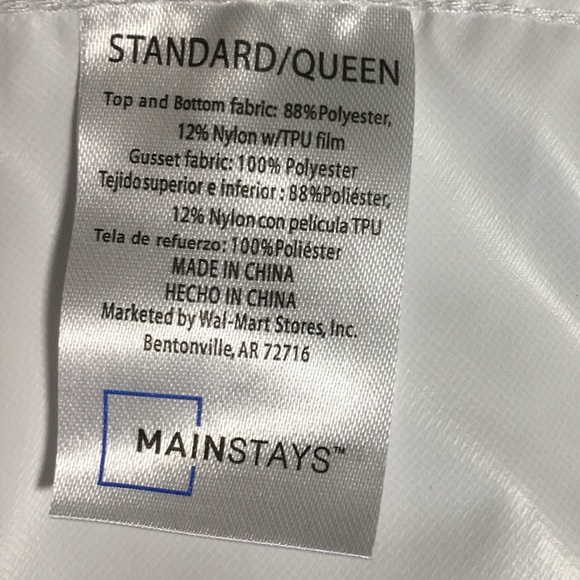 STANDARD/QUEEN
Top and Bottom fabric: 88%Polyester,
12% Nylon w/TPU film
Gusset fabric: 100% Polyester
Tejido superior e inferior : 88%Poliéster,
12% Nylon con película TPU
Tela de refuerzo: 100%Poliéster
MADE IN CHINA
HECHO IN CHINA
Marketed by Wal-Mart Stores, Inc.
Bentonville, AR 72716
MAINSTAYS™